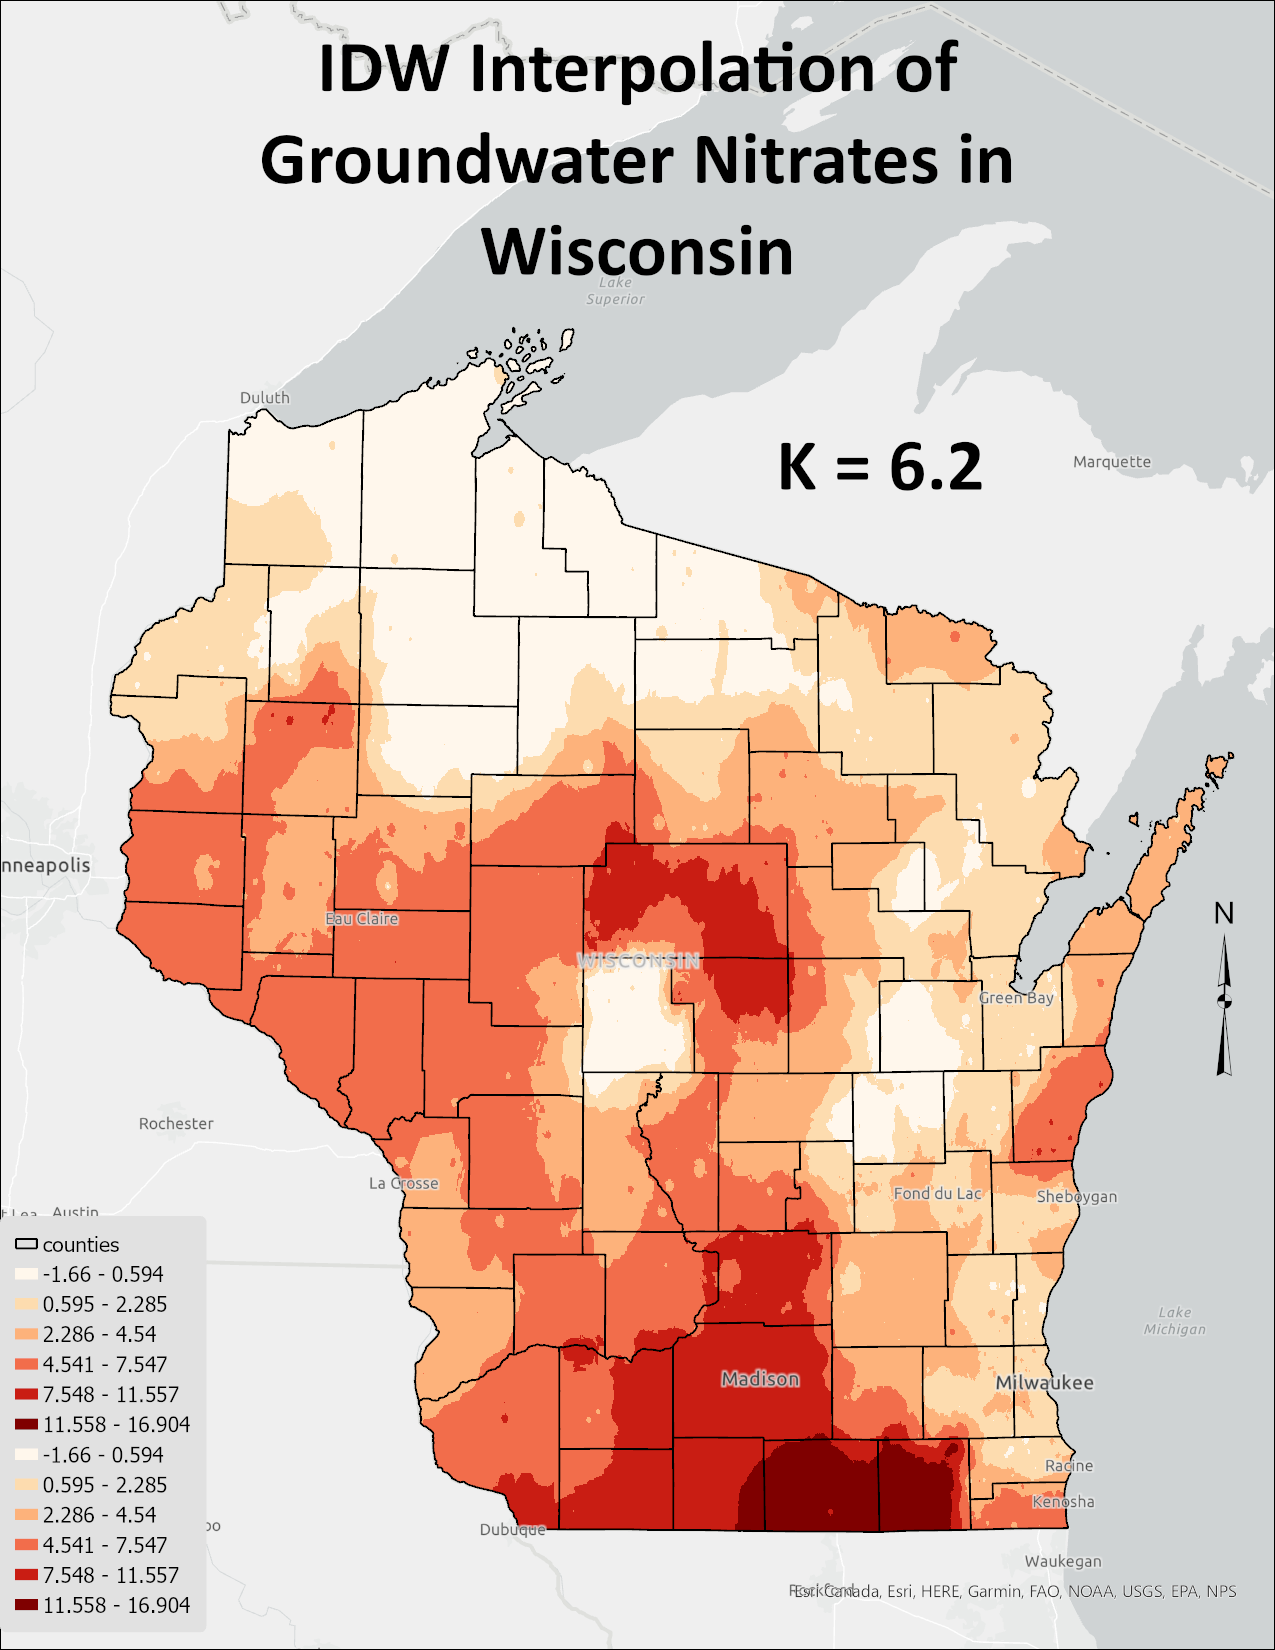 IDW Interpolation of
Groundwater Nitrates in
Wisconsin
Lake
Superior
Duluth
K = 6.2
Marquette
nneapolis
Eau Claire
N
WISCONSIN
Green Bay
Rochester
La Crosse
Fond du Lac
Sheboygan
t Lea
Austin
counties
-1.66 - 0.594
0.595 - 2.285
2.286 - 4.54
4.541 - 7.547
7.548 - 11.557
11.558 - 16.904
-1.66 - 0.594
0.595 - 2.285
2.286 - 4.54
4.541 - 7.547
7.548 - 11.557
11.558 - 16.904
Lake
Michigan
Madison
Milwaukee
Racine
Kenosha
oo
Dubuque
Waukegan
Rockford
Esri Canada, Esri, HERE, Garmin, FAO, NOAA, USGS, EPA, NPS